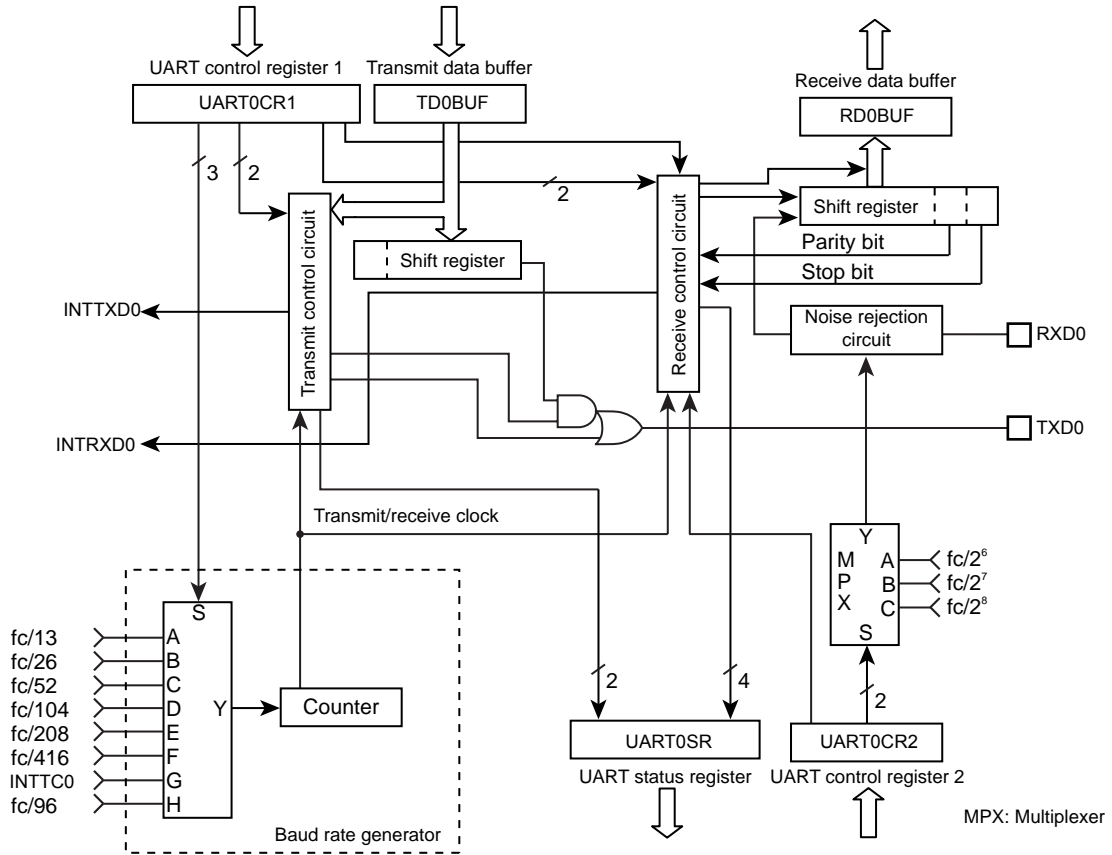 UART control register 1
Transmit data buffer
Receive data buffer
UART0CR1
TD0BUF
RD0BUF
3
2
2
Transmit control circuit
Receive control circuit
Shift register
Shift register
Parity bit
Stop bit
INTTXD0
Noise rejection
circuit
RXD0
INTRXD0
TXD0
Transmit/receive clock
Y
M
P
X
A
B
C
S
fc/2⁶
fc/2⁷
fc/2⁸
S
fc/13
A
fc/26
B
fc/52
C
fc/104
D
Y
Counter
fc/208
E
fc/416
F
INTTC0
G
fc/96
H
Baud rate generator
2
4
2
UART0SR
UART0CR2
UART status register
UART control register 2
MPX: Multiplexer